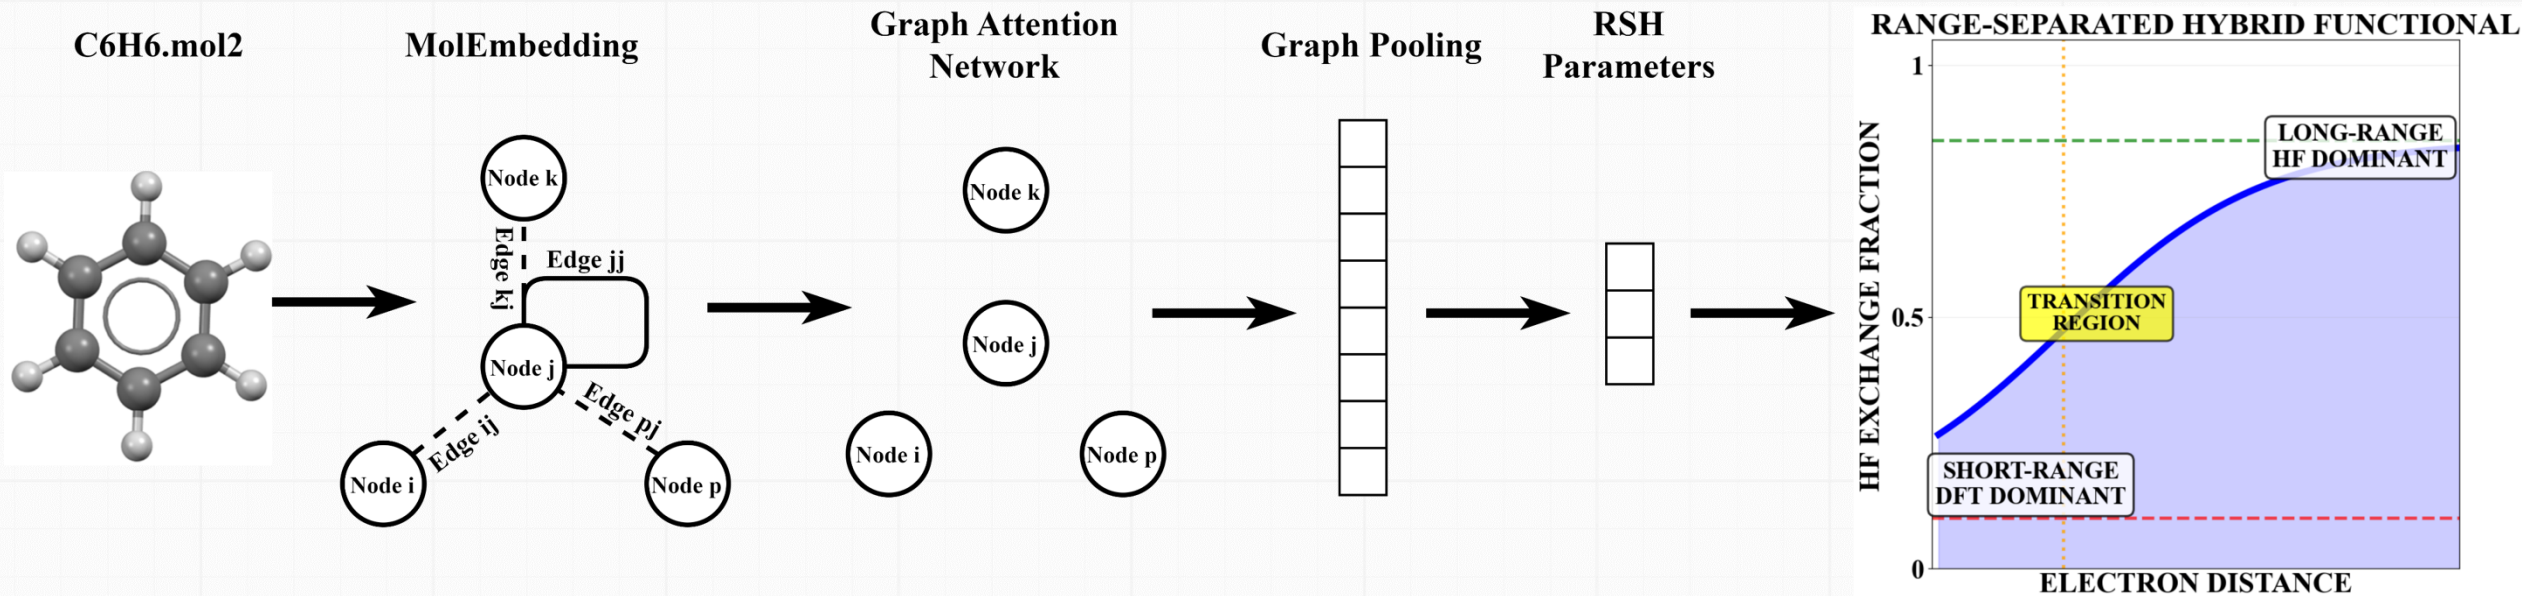 C6H6.mol2
MolEmbedding
Graph Attention
Network
Graph Pooling
RSH
Parameters
Node k
Edge kj
Edge jj
Node j
Edge ij
Edge pj
Node i
Node p
Node k
Node j
Node i
Node p
RANGE-SEPARATED HYBRID FUNCTIONAL
HF EXCHANGE FRACTION
1
0.5
0
LONG-RANGE
HF DOMINANT
TRANSITION
REGION
SHORT-RANGE
DFT DOMINANT
ELECTRON DISTANCE